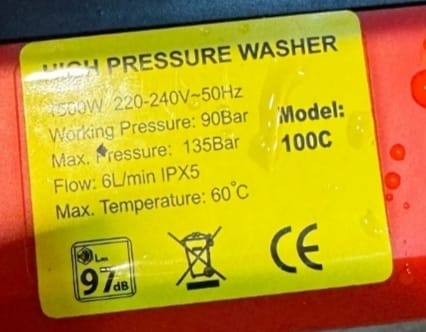 HIGH PRESSURE WASHER
1500W 220-240V~50Hz
Working Pressure: 90Bar
Max. Pressure: 135Bar
Flow: 6L/min IPX5
Max. Temperature: 60°C
Model:
100C
LWA
97dB
CE